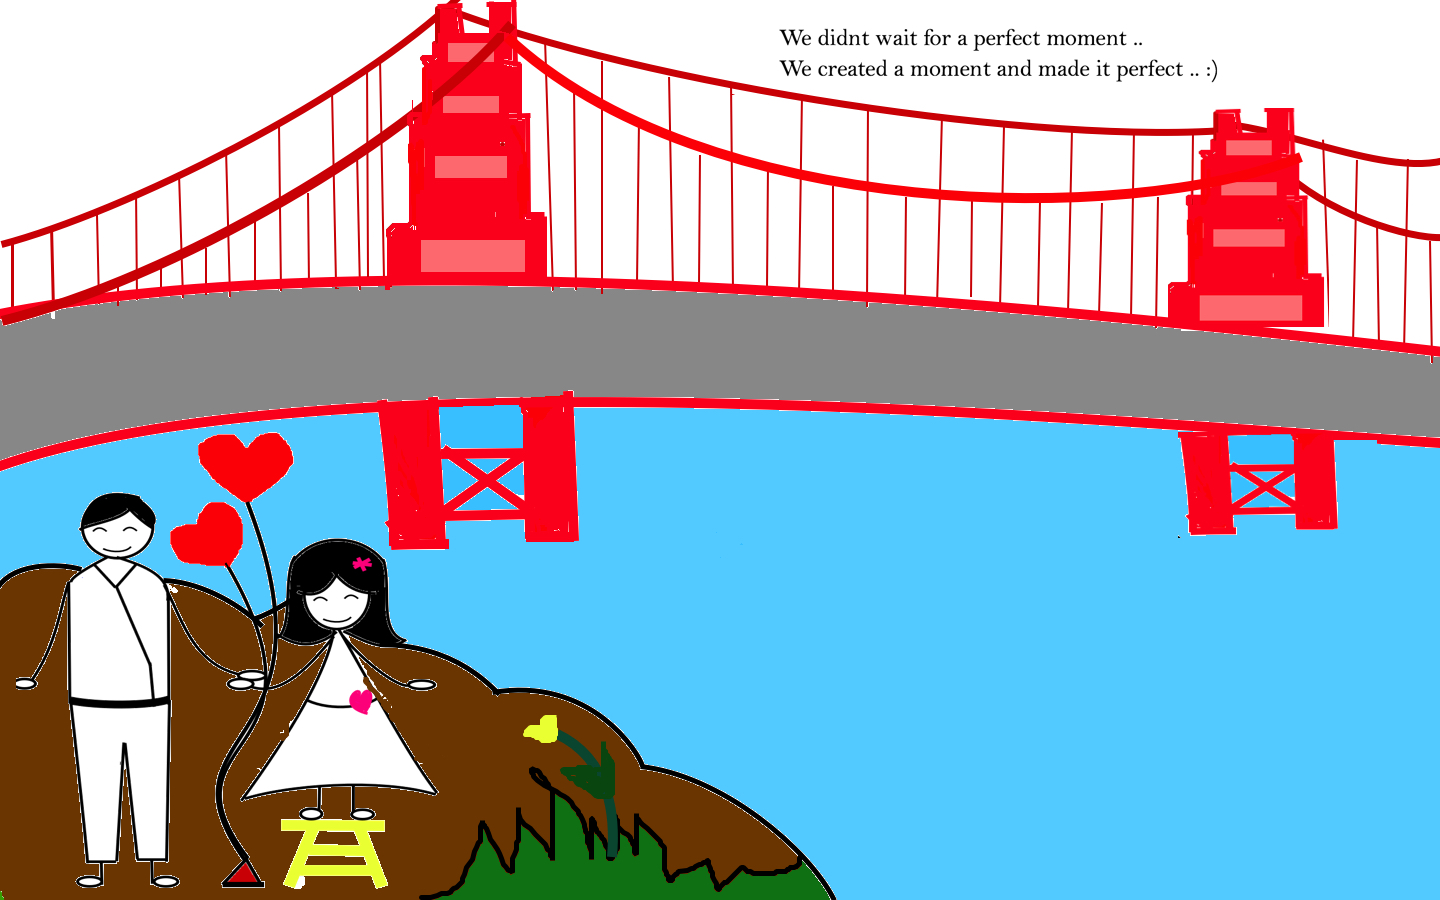 We didnt wait for a perfect moment ..
We created a moment and made it perfect .. :)